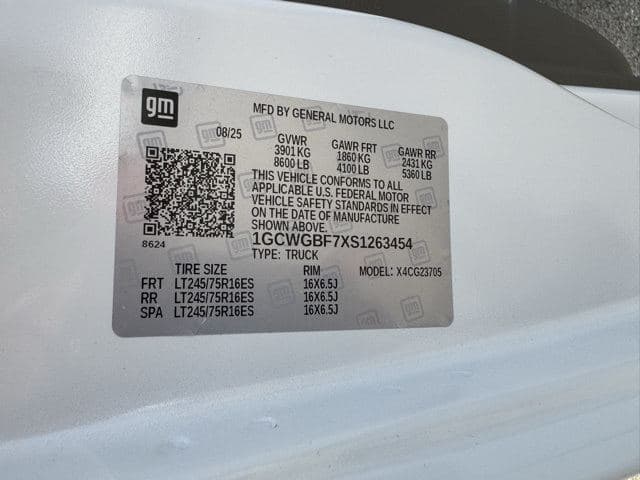 gm
MFD BY GENERAL MOTORS LLC
08/25
GVWR GAWR FRT GAWR RR
3901 KG 1860 KG 2431 KG
8600 LB 4100 LB 5360 LB
THIS VEHICLE CONFORMS TO ALL
APPLICABLE U.S. FEDERAL MOTOR
VEHICLE SAFETY STANDARDS IN EFFECT
ON THE DATE OF MANUFACTURE
SHOWN ABOVE.
8624
1GCWGBF7XS1263454
TYPE: TRUCK
TIRE SIZE RIM MODEL: X4CG23705
FRT LT245/75R16ES 16X6.5J
RR LT245/75R16ES 16X6.5J
SPA LT245/75R16ES 16X6.5J